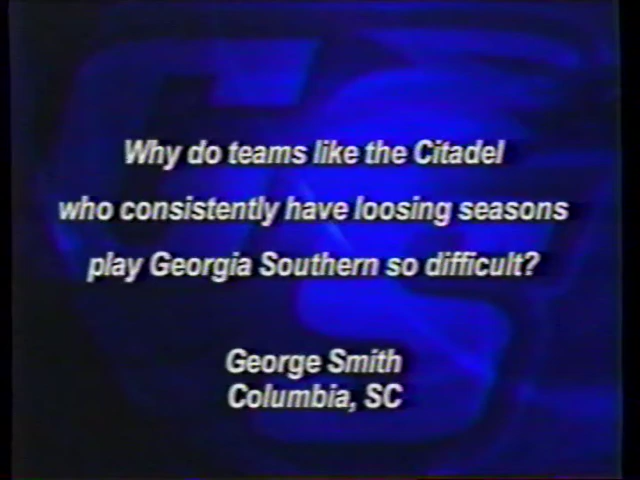 Why do teams like the Citadel
who consistently have loosing seasons
play Georgia Southern so difficult?
George Smith
Columbia, SC